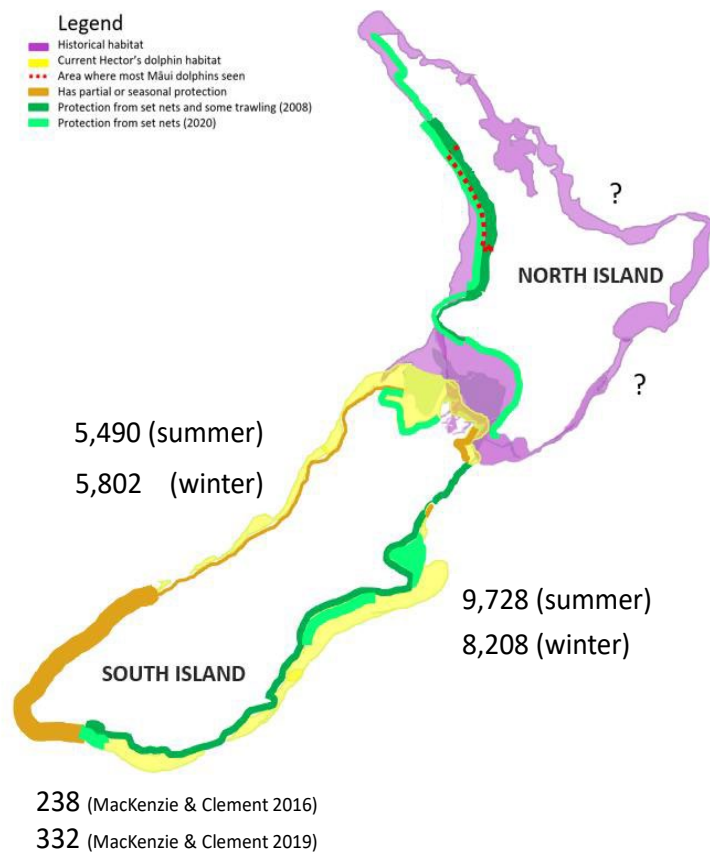 Legend
Historical habitat
Current Hector's dolphin habitat
Area where most Māui dolphins seen
Has partial or seasonal protection
Protection from set nets and some trawling (2008)
Protection from set nets (2020)
?
NORTH ISLAND
?
5,490 (summer)
5,802 (winter)
9,728 (summer)
8,208 (winter)
SOUTH ISLAND
238 (MacKenzie & Clement 2016)
332 (MacKenzie & Clement 2019)